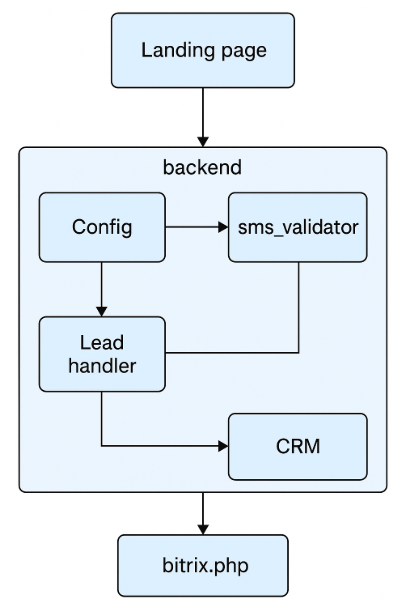 Landing page
backend
Config
sms_validator
Lead
handler
CRM
bitrix.php